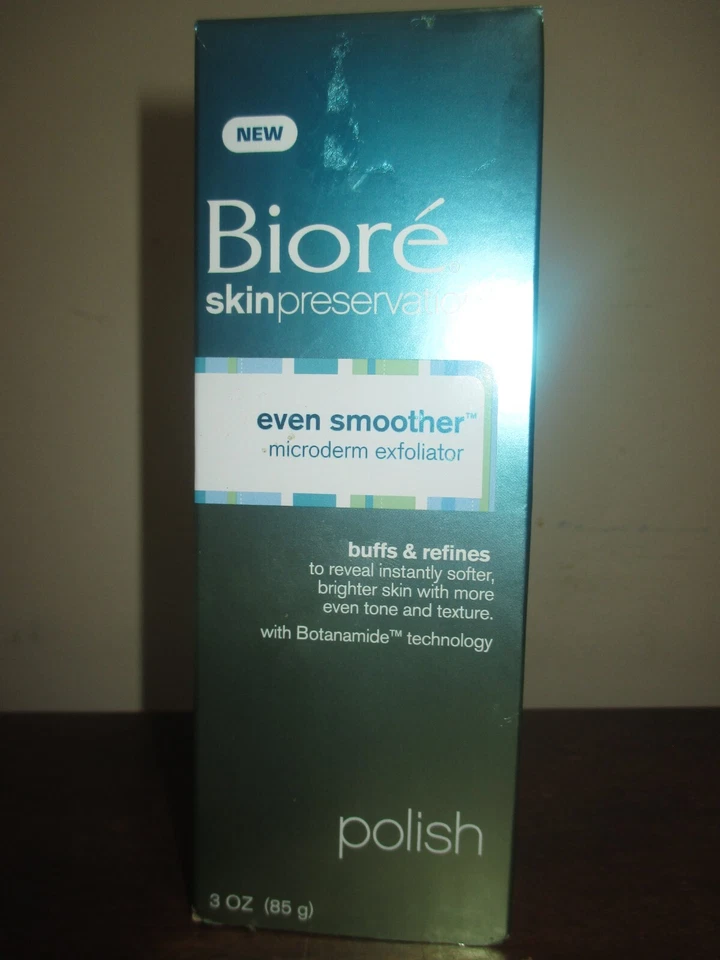 NEW
Bioré
skinpreservation
even smoother™
microderm exfoliator
buffs & refines
to reveal instantly softer,
brighter skin with more
even tone and texture.
with Botanamide™ technology
polish
3 OZ (85 g)